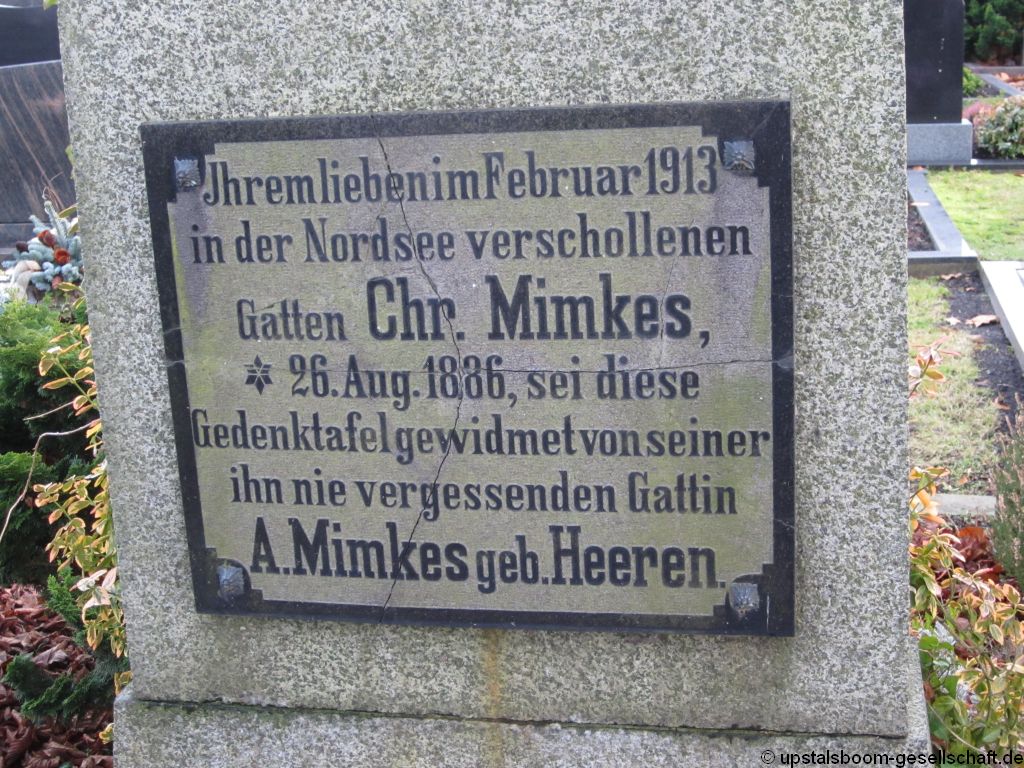 Jhrem lieben im Februar 1913
in der Nordsee verschollenen
Gatten Chr. Mimkes,
* 26. Aug. 1886, sei diese
Gedenktafel gewidmet von seiner
ihn nie vergessenden Gattin
A. Mimkes geb. Heeren.
© upstalsboom-gesellschaft.de